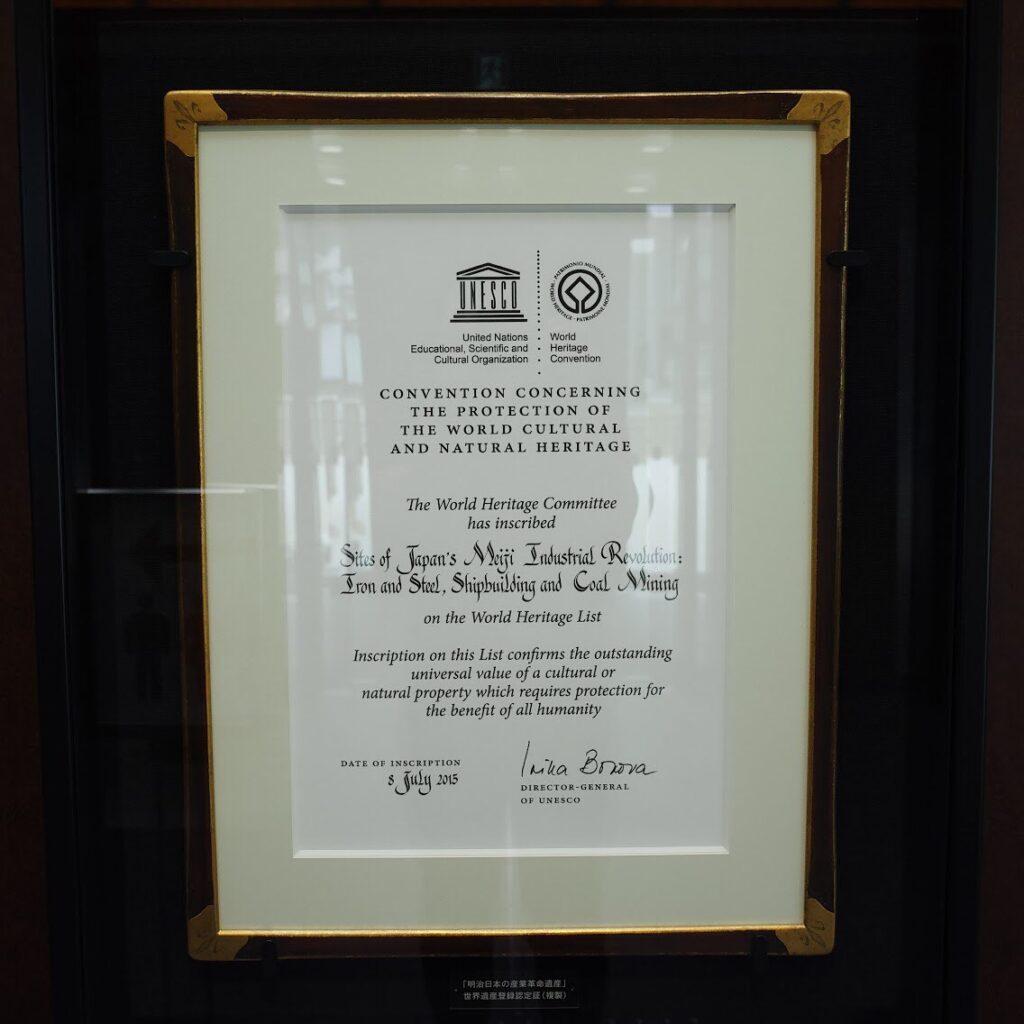 UNESCO
PATRIMONIO MUNDIAL
WORLD HERITAGE
PATRIMOINE MONDIAL
United Nations
Educational, Scientific and
Cultural Organization
World
Heritage
Convention
CONVENTION CONCERNING
THE PROTECTION OF
THE WORLD CULTURAL
AND NATURAL HERITAGE
The World Heritage Committee
has inscribed
Sites of Japan's Meiji Industrial Revolution:
Iron and Steel, Shipbuilding and Coal Mining
on the World Heritage List
Inscription on this List confirms the outstanding
universal value of a cultural or
natural property which requires protection for
the benefit of all humanity
DATE OF INSCRIPTION
8 July 2015
Irina Bokova
DIRECTOR-GENERAL
OF UNESCO
「明治日本の産業革命遺産」
世界遺産登録認定証(複製)